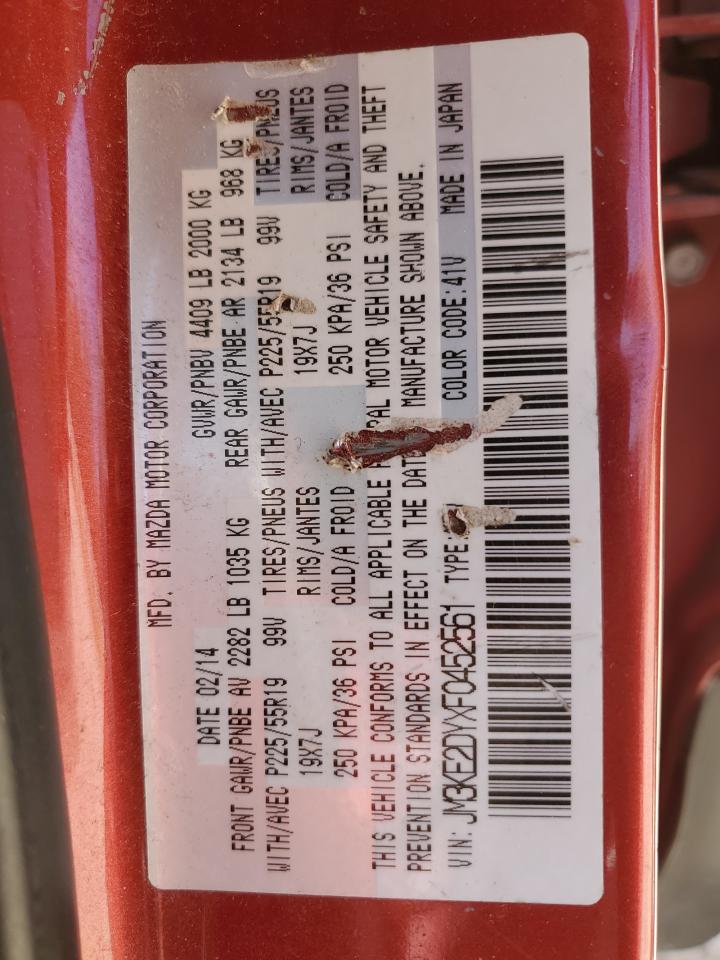 MFD. BY MAZDA MOTOR CORPORATION
DATE 02/14 GVWR/PNBV 4409 LB 2000 KG
FRONT GAWR/PNBE AV 2282 LB 1035 KG REAR GAWR/PNBE AR 2134 LB 968 KG
WITH/AVEC P225/55R19 99V TIRES/PNEUS WITH/AVEC P225/55R19 99V TIRES/PNEUS
19X7J RIMS/JANTES 19X7J RIMS/JANTES
250 KPA/36 PSI COLD/A FROID 250 KPA/36 PSI COLD/A FROID
THIS VEHICLE CONFORMS TO ALL APPLICABLE MOTOR VEHICLE SAFETY AND THEFT
PREVENTION STANDARDS IN EFFECT ON THE DATE MANUFACTURE SHOWN ABOVE.
VIN: JM3KE2DYXF0452561 TYPE: COLOR CODE:41V MADE IN JAPAN